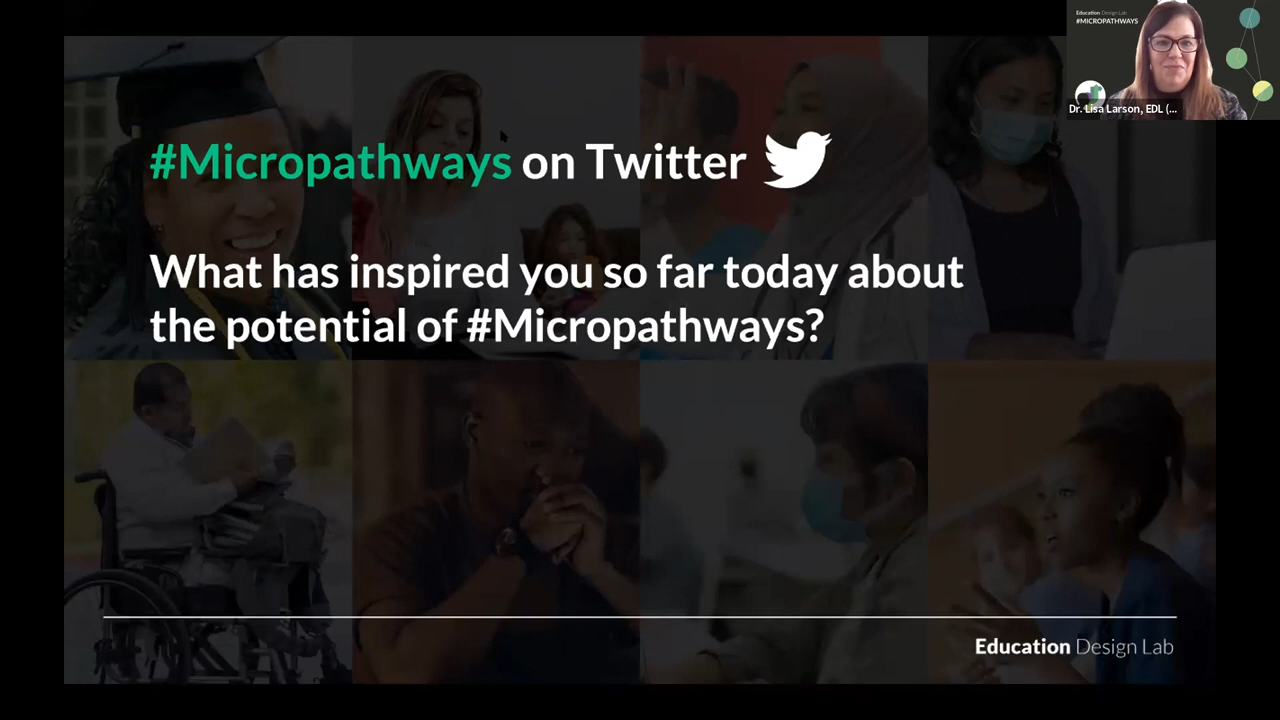 Education Design Lab
#MICROPATHWAYS
Dr. Lisa Larson, EDL (...
#Micropathways on Twitter
What has inspired you so far today about
the potential of #Micropathways?
Education Design Lab